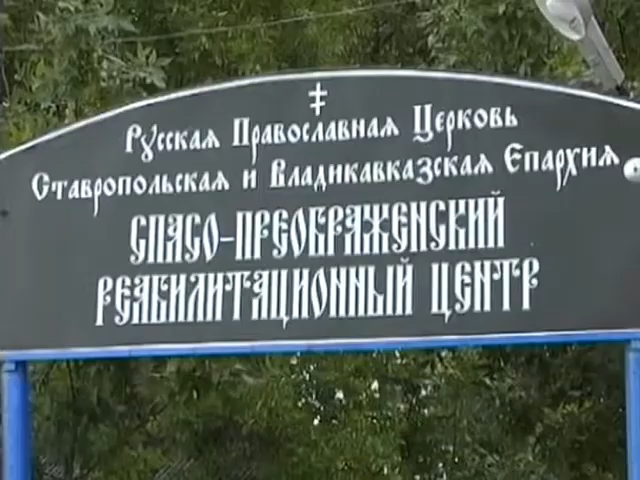 Русская Православная Церковь
Ставропольская и Владикавказская Епархия
СПАСО-ПРЕОБРАЖЕНСКИЙ
РЕАБИЛИТАЦИОННЫЙ ЦЕНТР